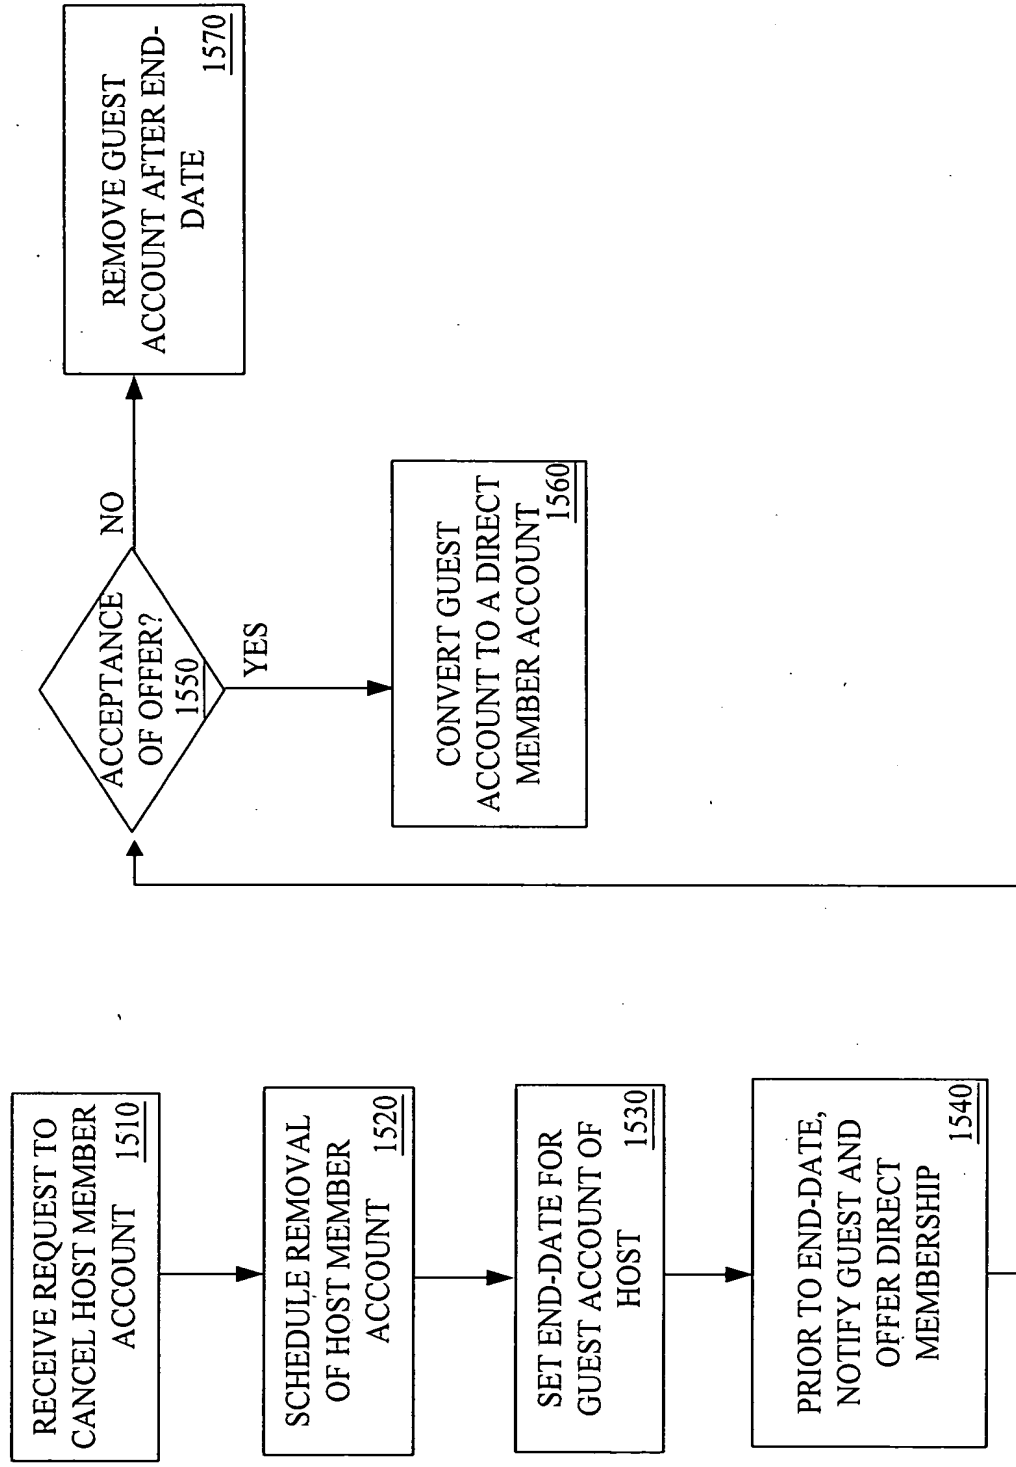 RECEIVE REQUEST TO
CANCEL HOST MEMBER
ACCOUNT
1510
SCHEDULE REMOVAL
OF HOST MEMBER
ACCOUNT
1520
SET END-DATE FOR
GUEST ACCOUNT OF
HOST
1530
PRIOR TO END-DATE,
NOTIFY GUEST AND
OFFER DIRECT
MEMBERSHIP
1540
ACCEPTANCE
OF OFFER?
1550
YES
NO
CONVERT GUEST
ACCOUNT TO A DIRECT
MEMBER ACCOUNT
1560
REMOVE GUEST
ACCOUNT AFTER END-
DATE
1570